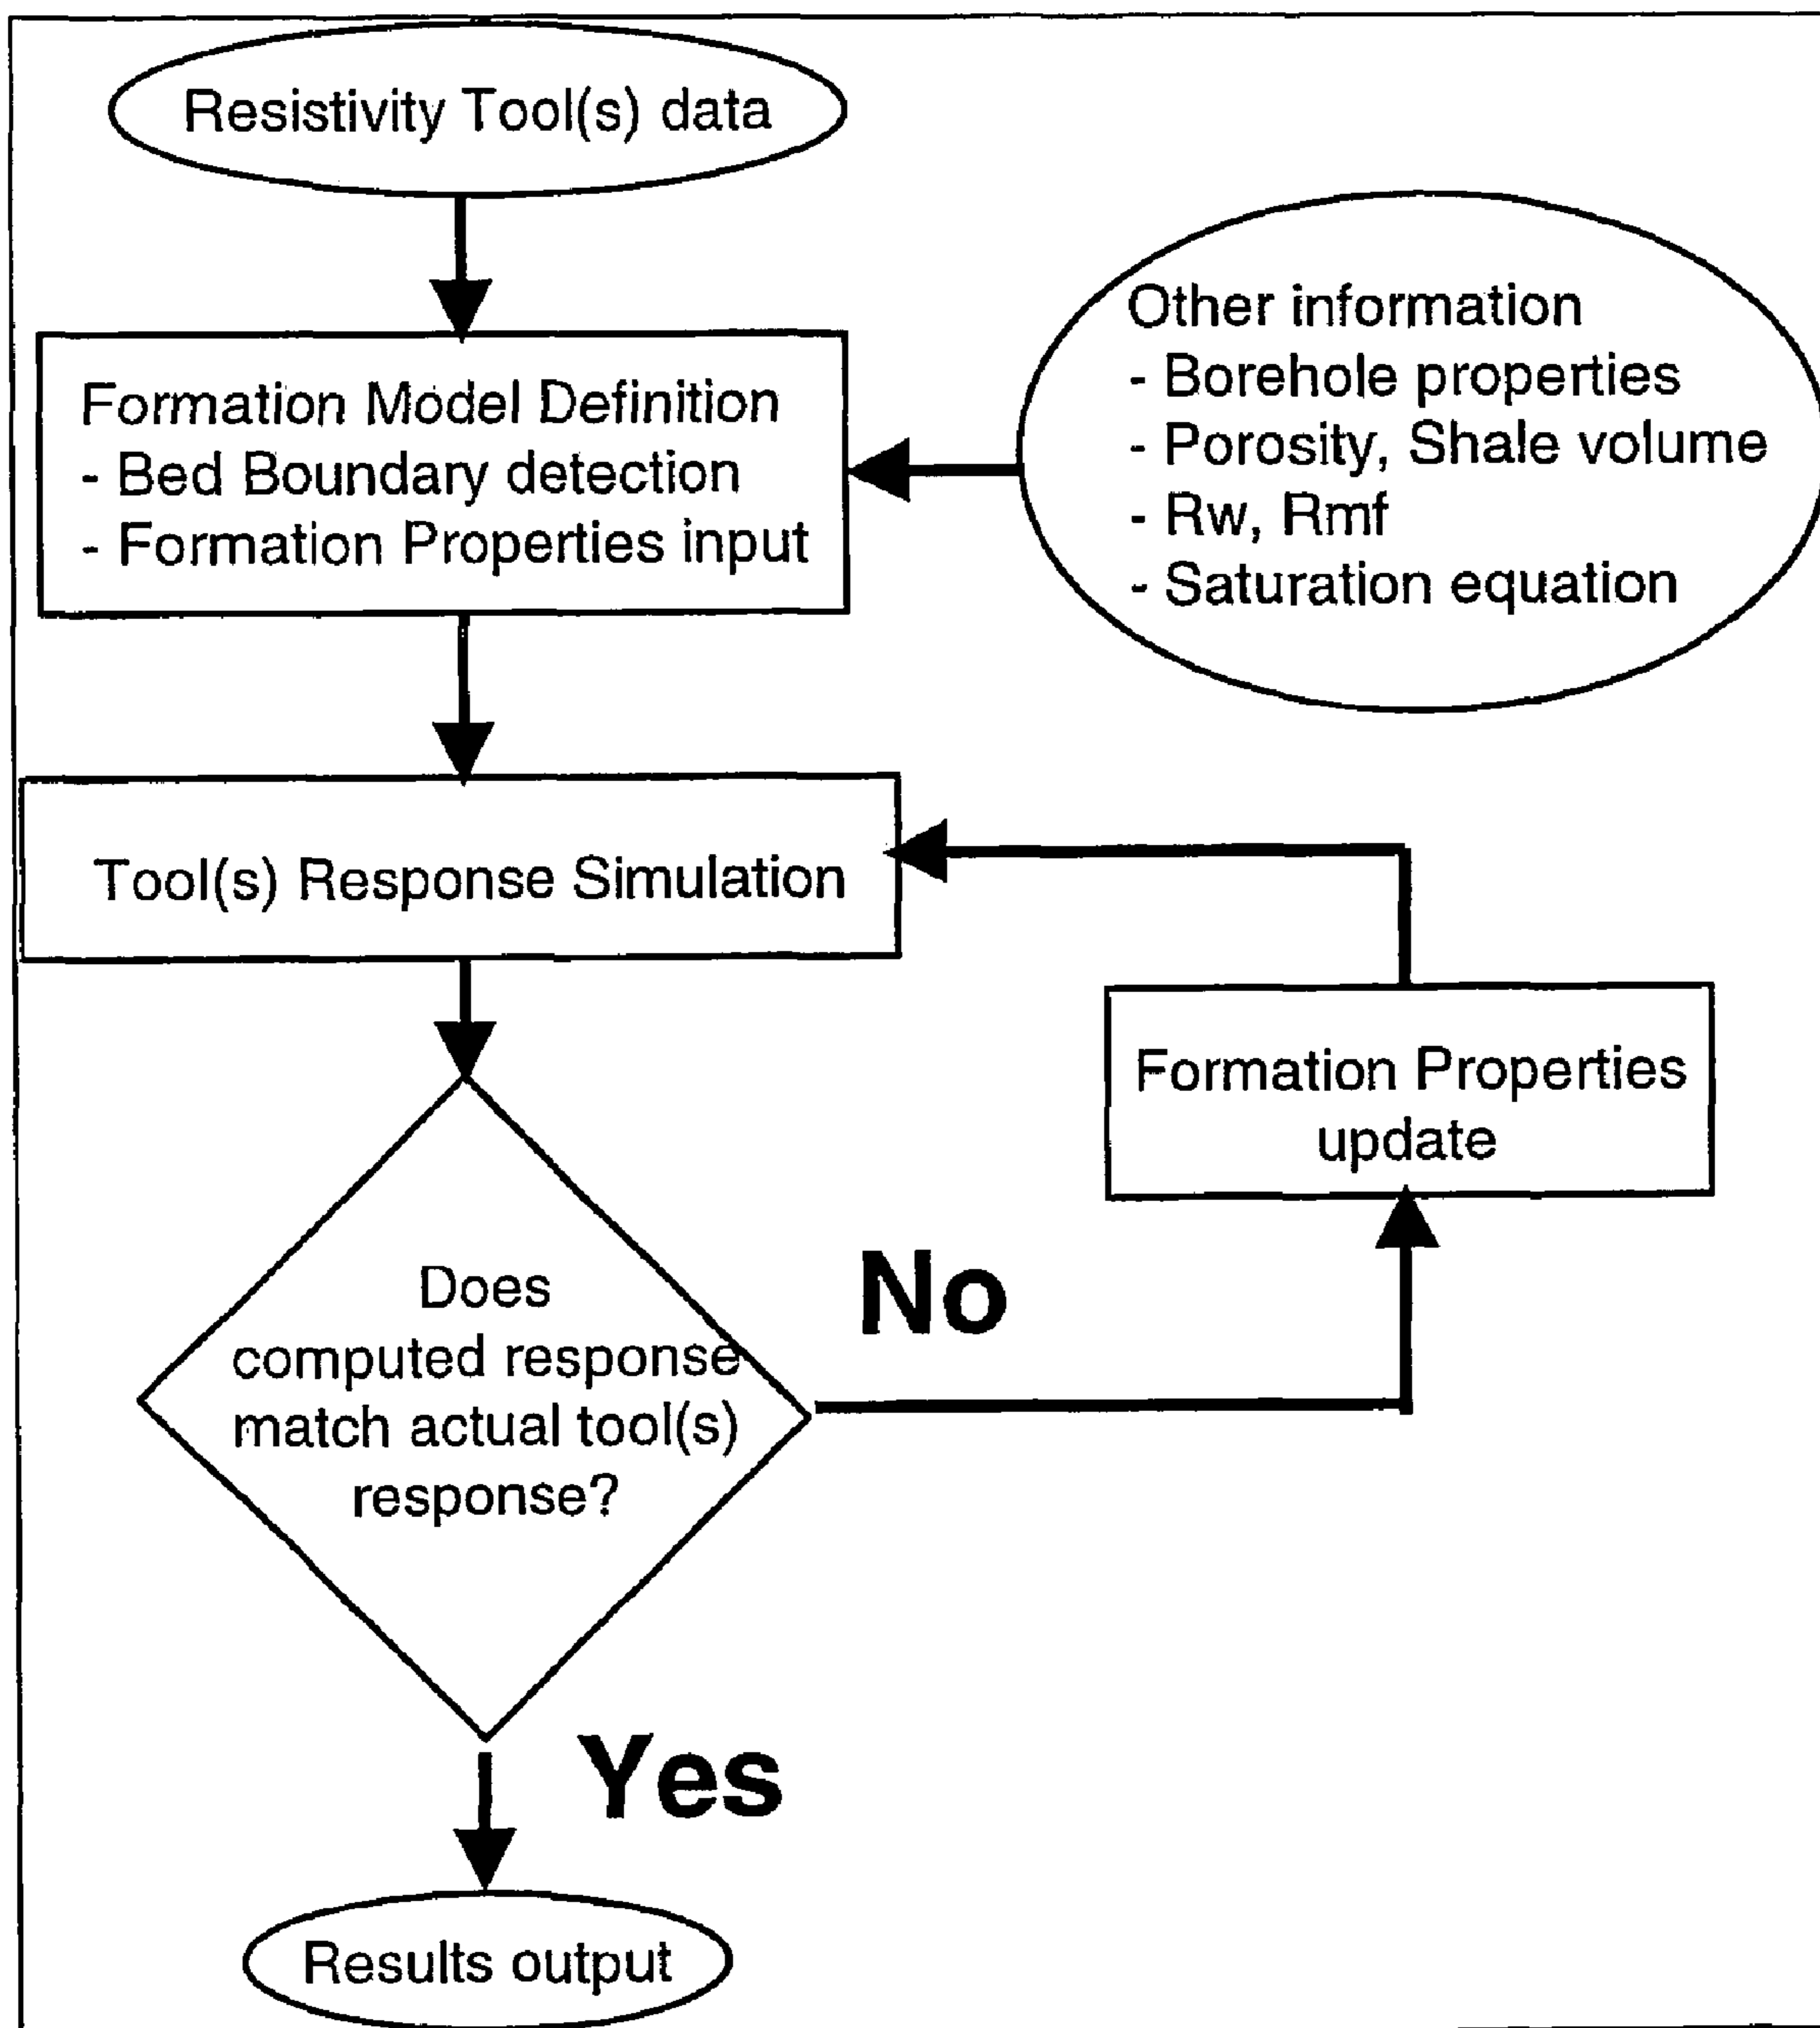 Resistivity Tool(s) data
Other information
- Borehole properties
- Porosity, Shale volume
- Rw, Rmf
- Saturation equation
Formation Model Definition
- Bed Boundary detection
- Formation Properties input
Tool(s) Response Simulation
Formation Properties
update
Does
computed response
match actual tool(s)
response?
No
Yes
Results output